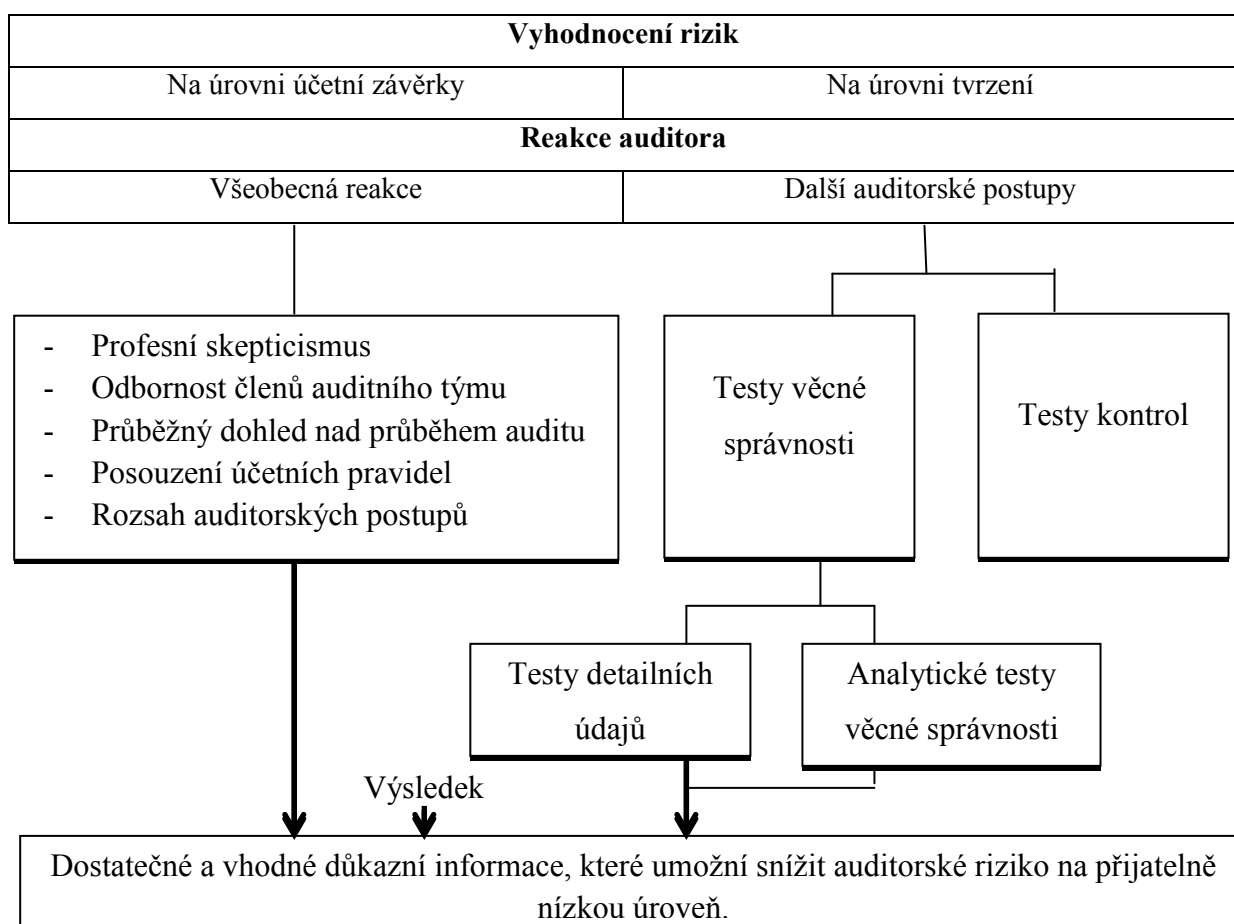 Vyhodnocení rizik
Na úrovni účetní závěrky
Na úrovni tvrzení
Reakce auditora
Všeobecná reakce
Další auditorské postupy
- Profesní skepticismus
- Odbornost členů auditního týmu
- Průběžný dohled nad průběhem auditu
- Posouzení účetních pravidel
- Rozsah auditorských postupů
Testy věcné
správnosti
Testy kontrol
Testy detailních
údajů
Analytické testy
věcné správnosti
Výsledek
Dostatečné a vhodné důkazní informace, které umožní snížit auditorské riziko na přijatelně
nízkou úroveň.